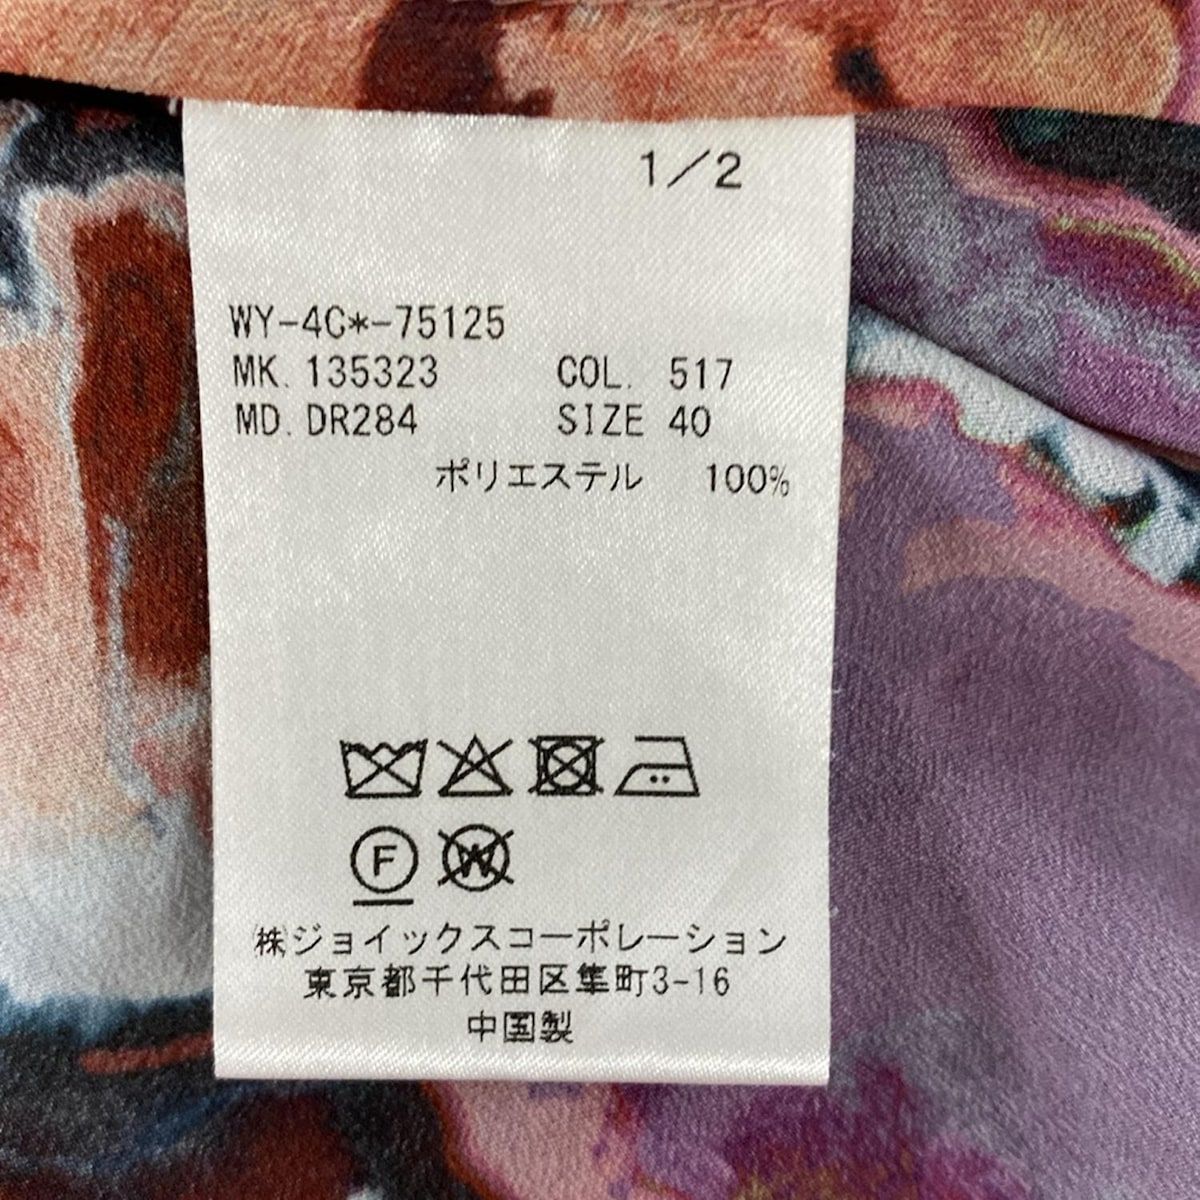 1/2
WY-4C*-75125
MK. 135323 COL. 517
MD. DR284 SIZE 40
ポリエステル 100%
F W
㈱ジョイックスコーポレーション
東京都千代田区隼町3-16
中国製